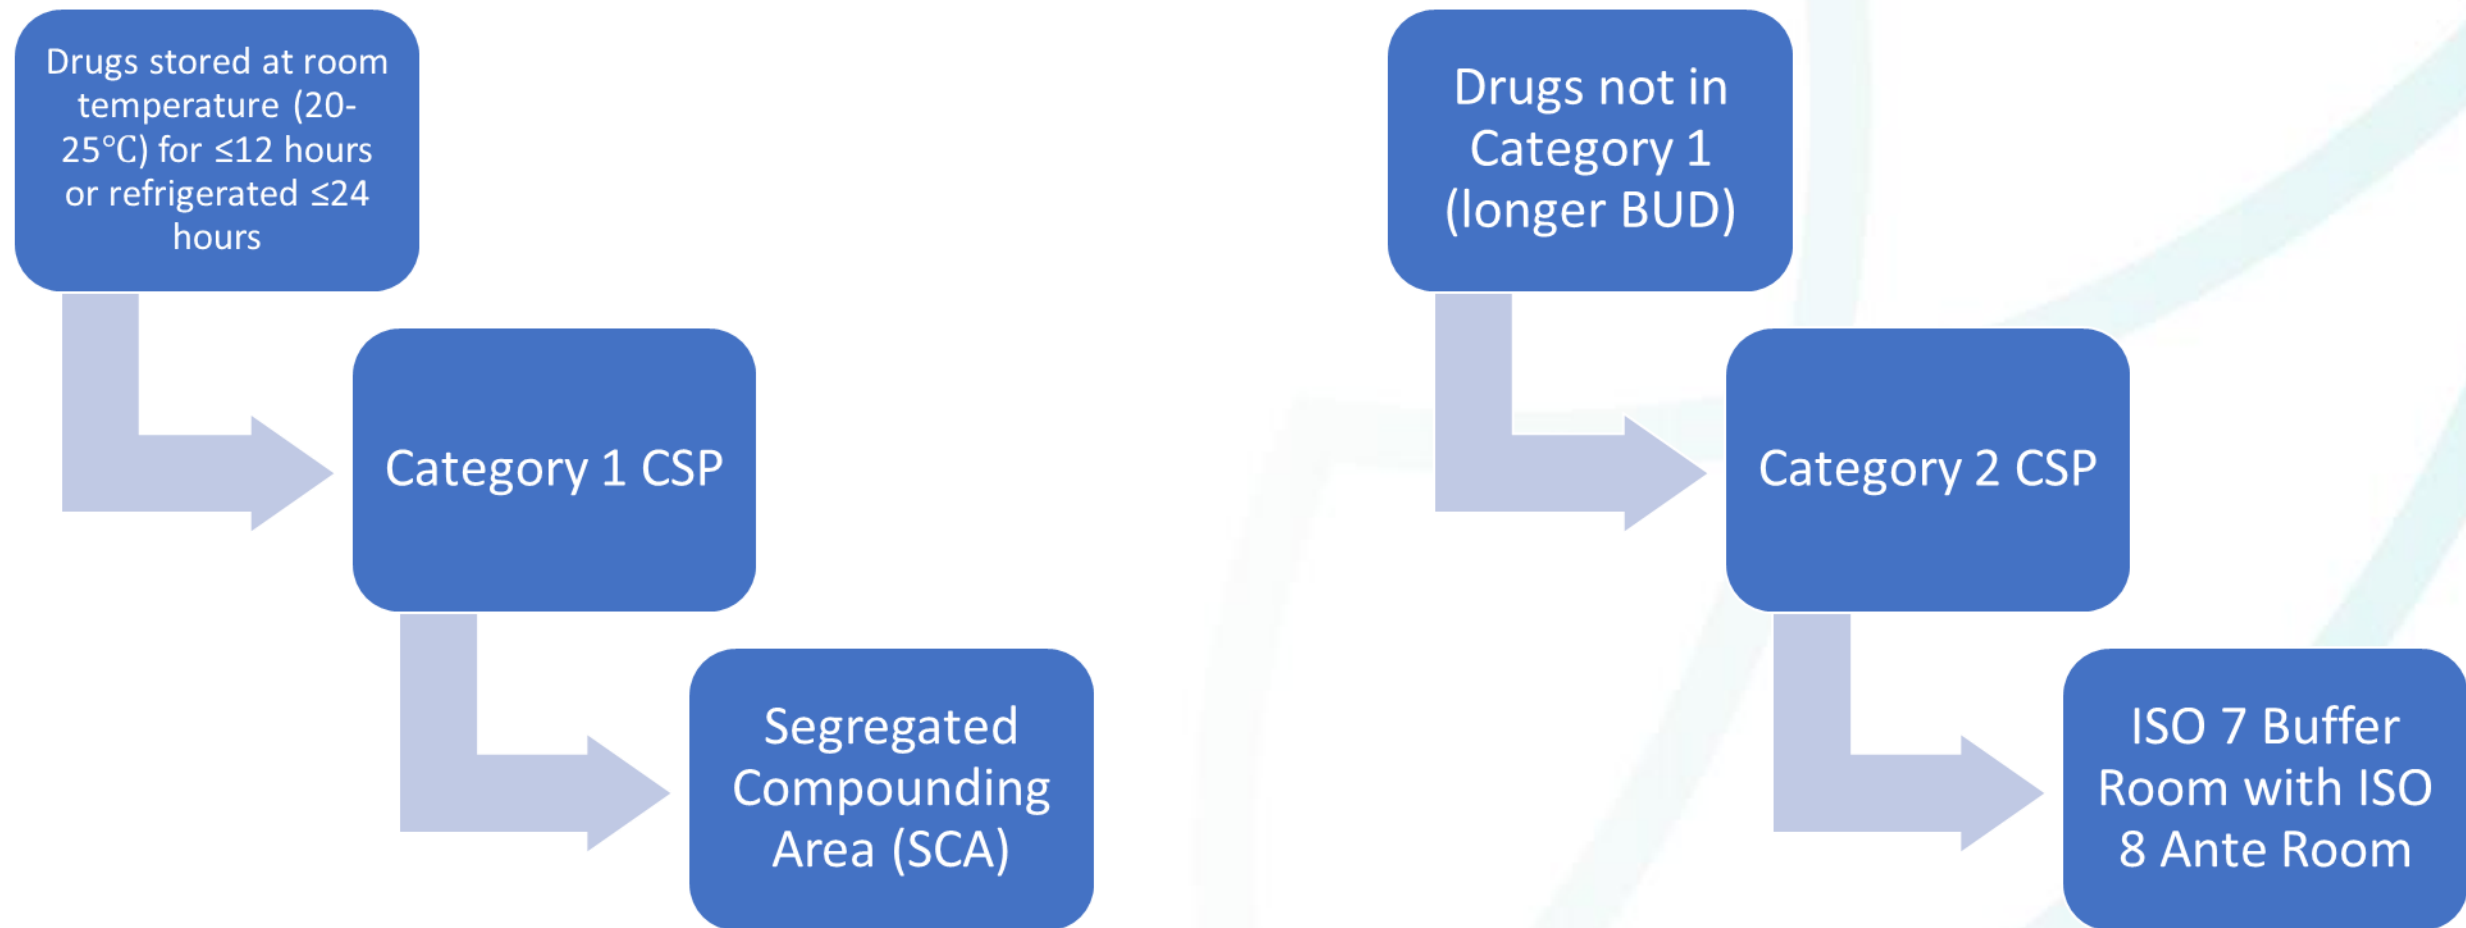 Drugs stored at room
temperature (20-
25℃) for ≤12 hours
or refrigerated ≤24
hours
Category 1 CSP
Segregated
Compounding
Area (SCA)
Drugs not in
Category 1
(longer BUD)
Category 2 CSP
ISO 7 Buffer
Room with ISO
8 Ante Room